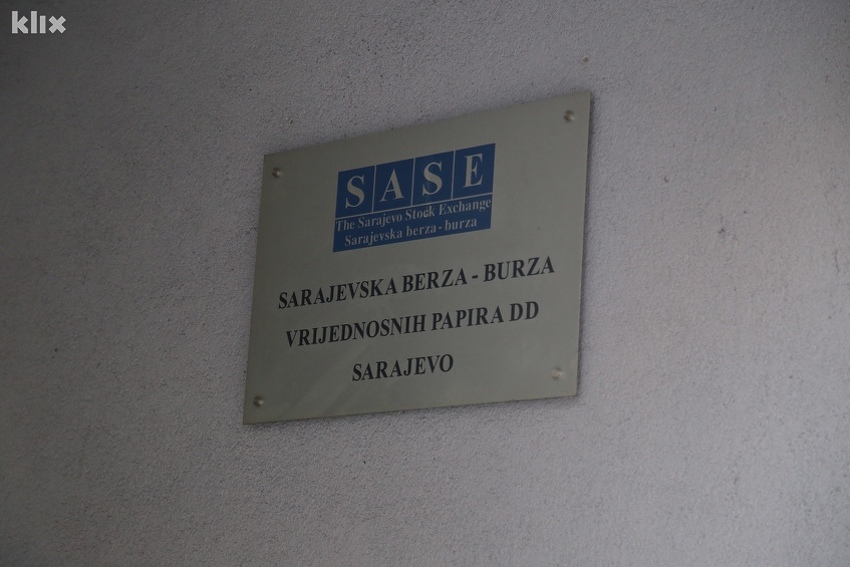 klix
SASE
The Sarajevo Stock Exchange
Sarajevska berza-burza
SARAJEVSKA BERZA - BURZA
VRIJEDNOSNIH PAPIRA DD
SARAJEVO